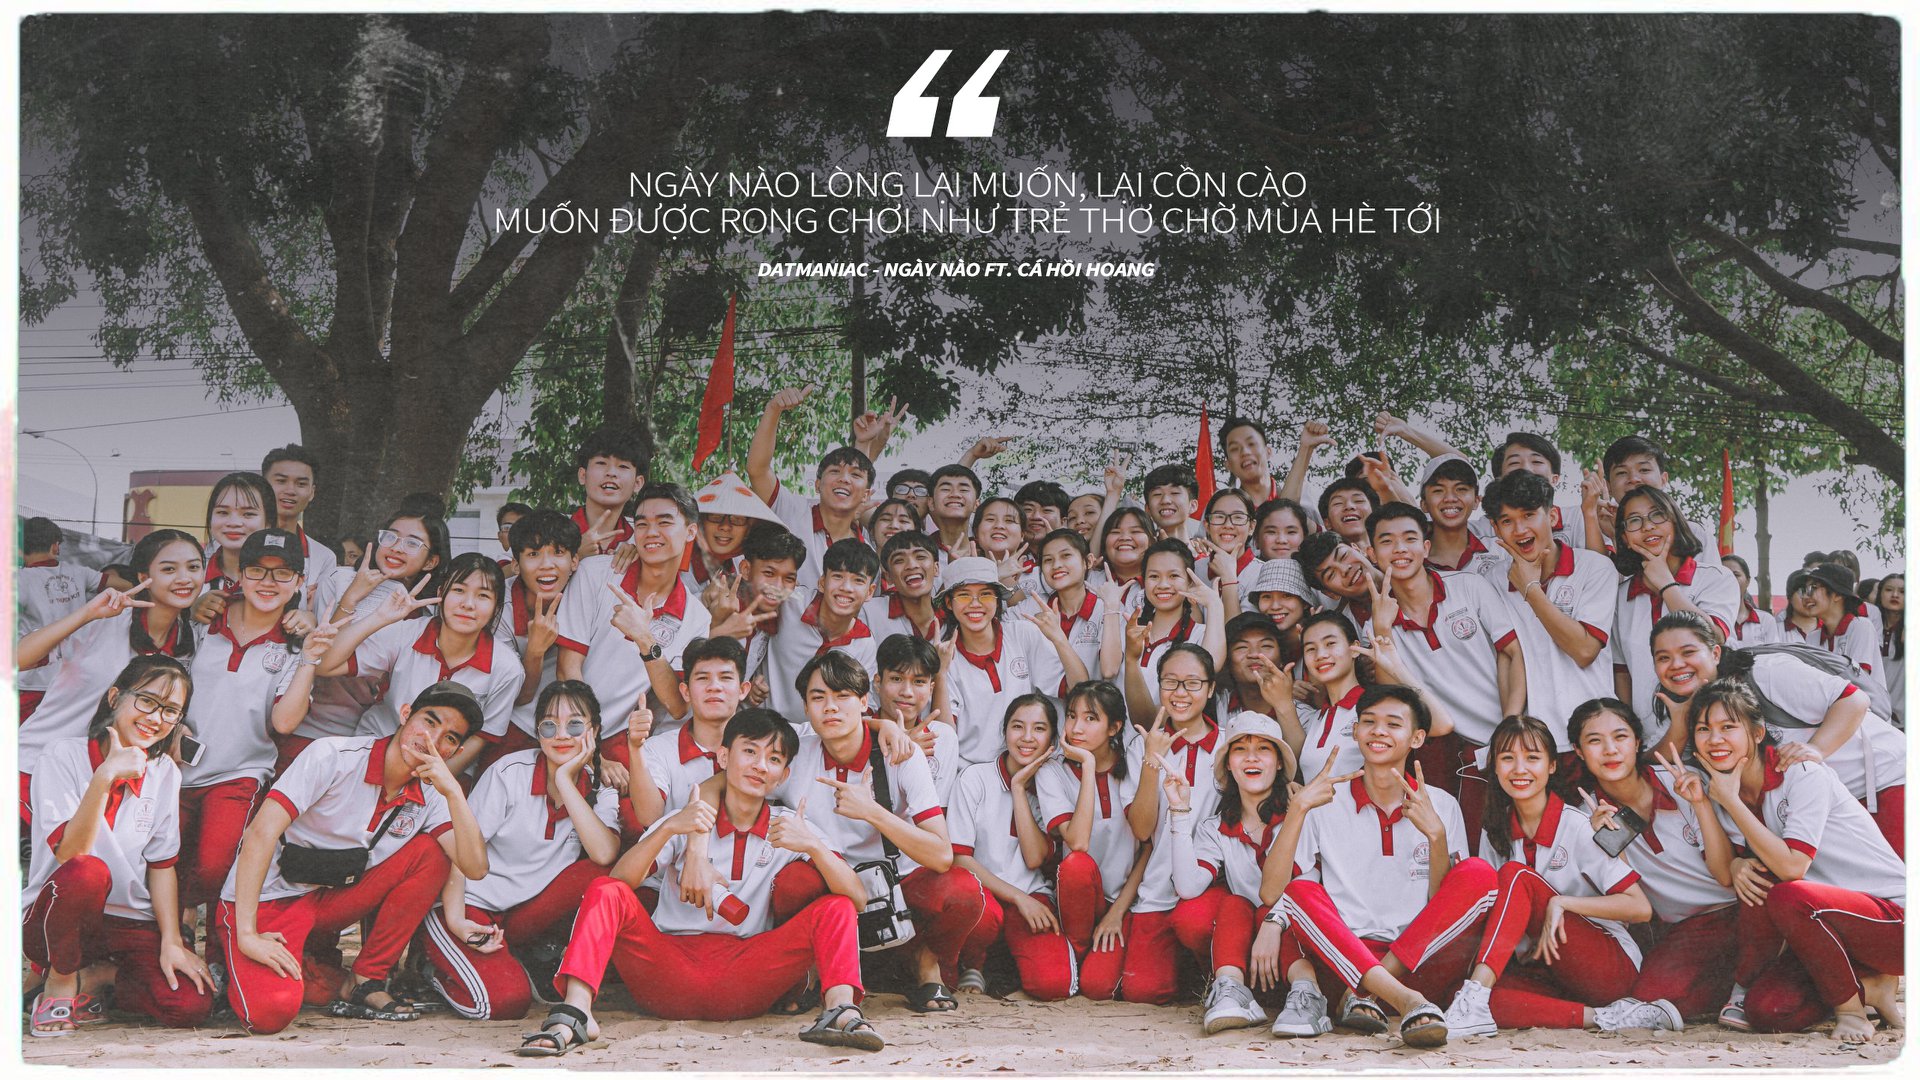 “
NGÀY NÀO LÒNG LẠI MUỐN, LẠI CỒN CÀO
MUỐN ĐƯỢC RONG CHƠI NHƯ TRẺ THƠ CHỜ MÙA HÈ TỚI
DATMANIAC - NGÀY NÀO FT. CÁ HỒI HOANG